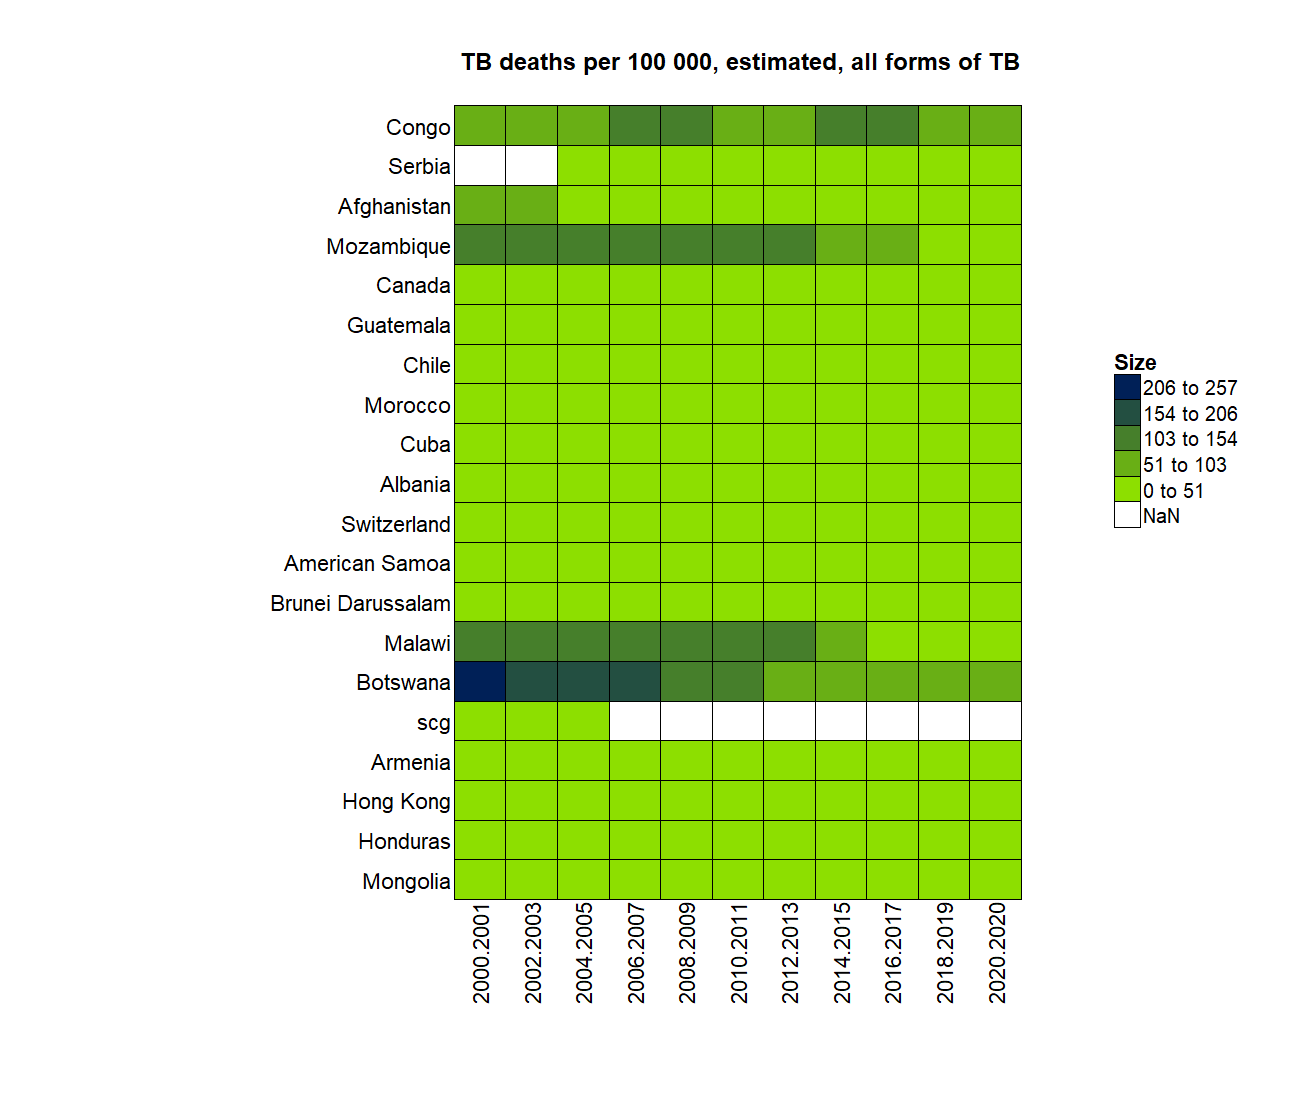 TB deaths per 100 000, estimated, all forms of TB
Congo
Serbia
Afghanistan
Mozambique
Canada
Guatemala
Chile
Morocco
Cuba
Albania
Switzerland
American Samoa
Brunei Darussalam
Malawi
Botswana
scg
Armenia
Hong Kong
Honduras
Mongolia
2000.2001
2002.2003
2004.2005
2006.2007
2008.2009
2010.2011
2012.2013
2014.2015
2016.2017
2018.2019
2020.2020
Size
206 to 257
154 to 206
103 to 154
51 to 103
0 to 51
NaN